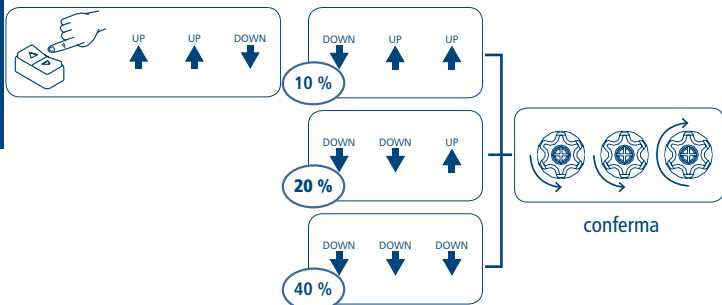 UP UP DOWN
DOWN UP UP
10 %
DOWN DOWN UP
20 %
DOWN DOWN DOWN
40 %
conferma